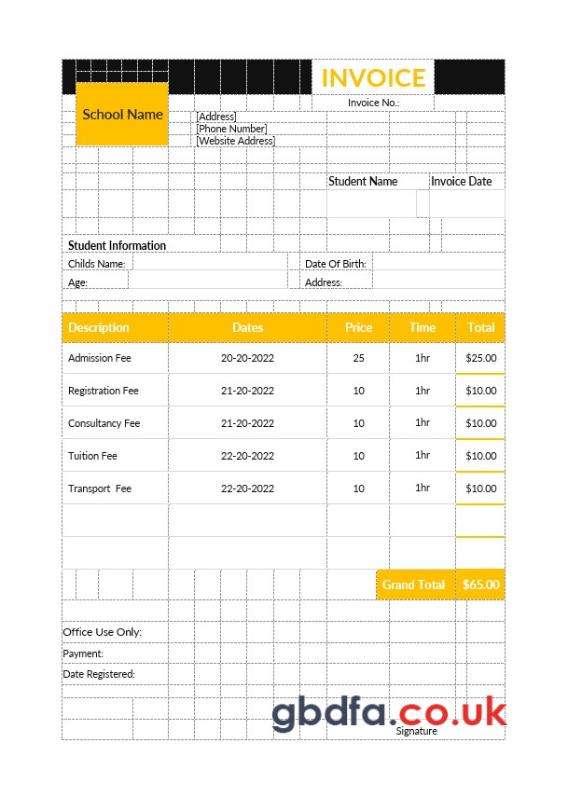 INVOICE
Invoice No.:
School Name
[Address]
[Phone Number]
[Website Address]
Student Name Invoice Date
Student Information
Childs Name: Date Of Birth:
Age: Address:
Description Dates Price Time Total
Admission Fee 20-20-2022 25 1hr $25.00
Registration Fee 21-20-2022 10 1hr $10.00
Consultancy Fee 21-20-2022 10 1hr $10.00
Tuition Fee 22-20-2022 10 1hr $10.00
Transport Fee 22-20-2022 10 1hr $10.00
Grand Total $65.00
Office Use Only:
Payment:
Date Registered:
gbdfa.co.uk
Signature